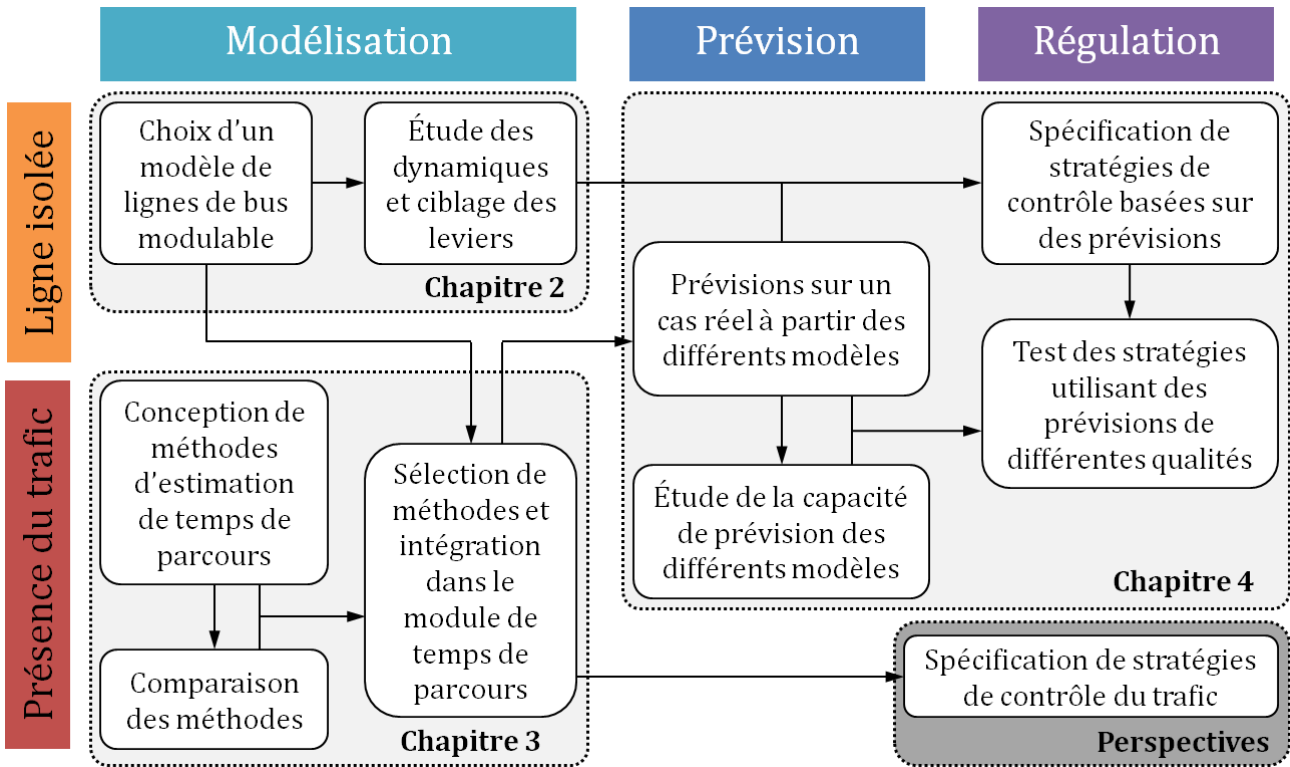 Modélisation
Prévision
Régulation
Ligne isolée
Choix d'un
modèle de
lignes de bus
modulable
Étude des
dynamiques
et ciblage des
leviers
Chapitre 2
Spécification de
stratégies de
contrôle basées sur
des prévisions
Prévisions sur un
cas réel à partir des
différents modèles
Test des stratégies
utilisant des
prévisions de
différentes qualités
Étude de la capacité
de prévision des
différents modèles
Chapitre 4
Présence du trafic
Conception de
méthodes
d'estimation
de temps de
parcours
Comparaison
des méthodes
Sélection de
méthodes et
intégration
dans le
module de
temps de
parcours
Chapitre 3
Spécification de stratégies
de contrôle du trafic
Perspectives